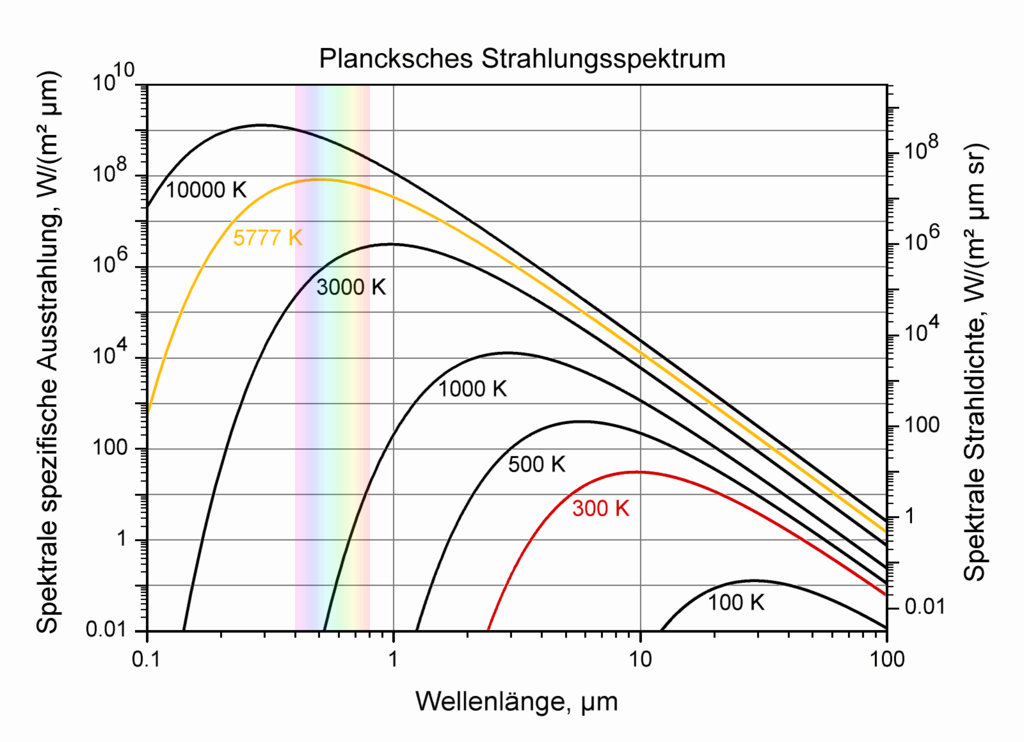 Plancksches Strahlungsspektrum
Spektrale spezifische Ausstrahlung, W/(m² µm)
10¹⁰
10⁸
10⁶
10⁴
100
1
0.01
10000 K
5777 K
3000 K
1000 K
500 K
300 K
100 K
10⁸
10⁶
10⁴
100
1
0.01
Spektrale Strahldichte, W/(m² µm sr)
0.1 1 10 100
Wellenlänge, µm